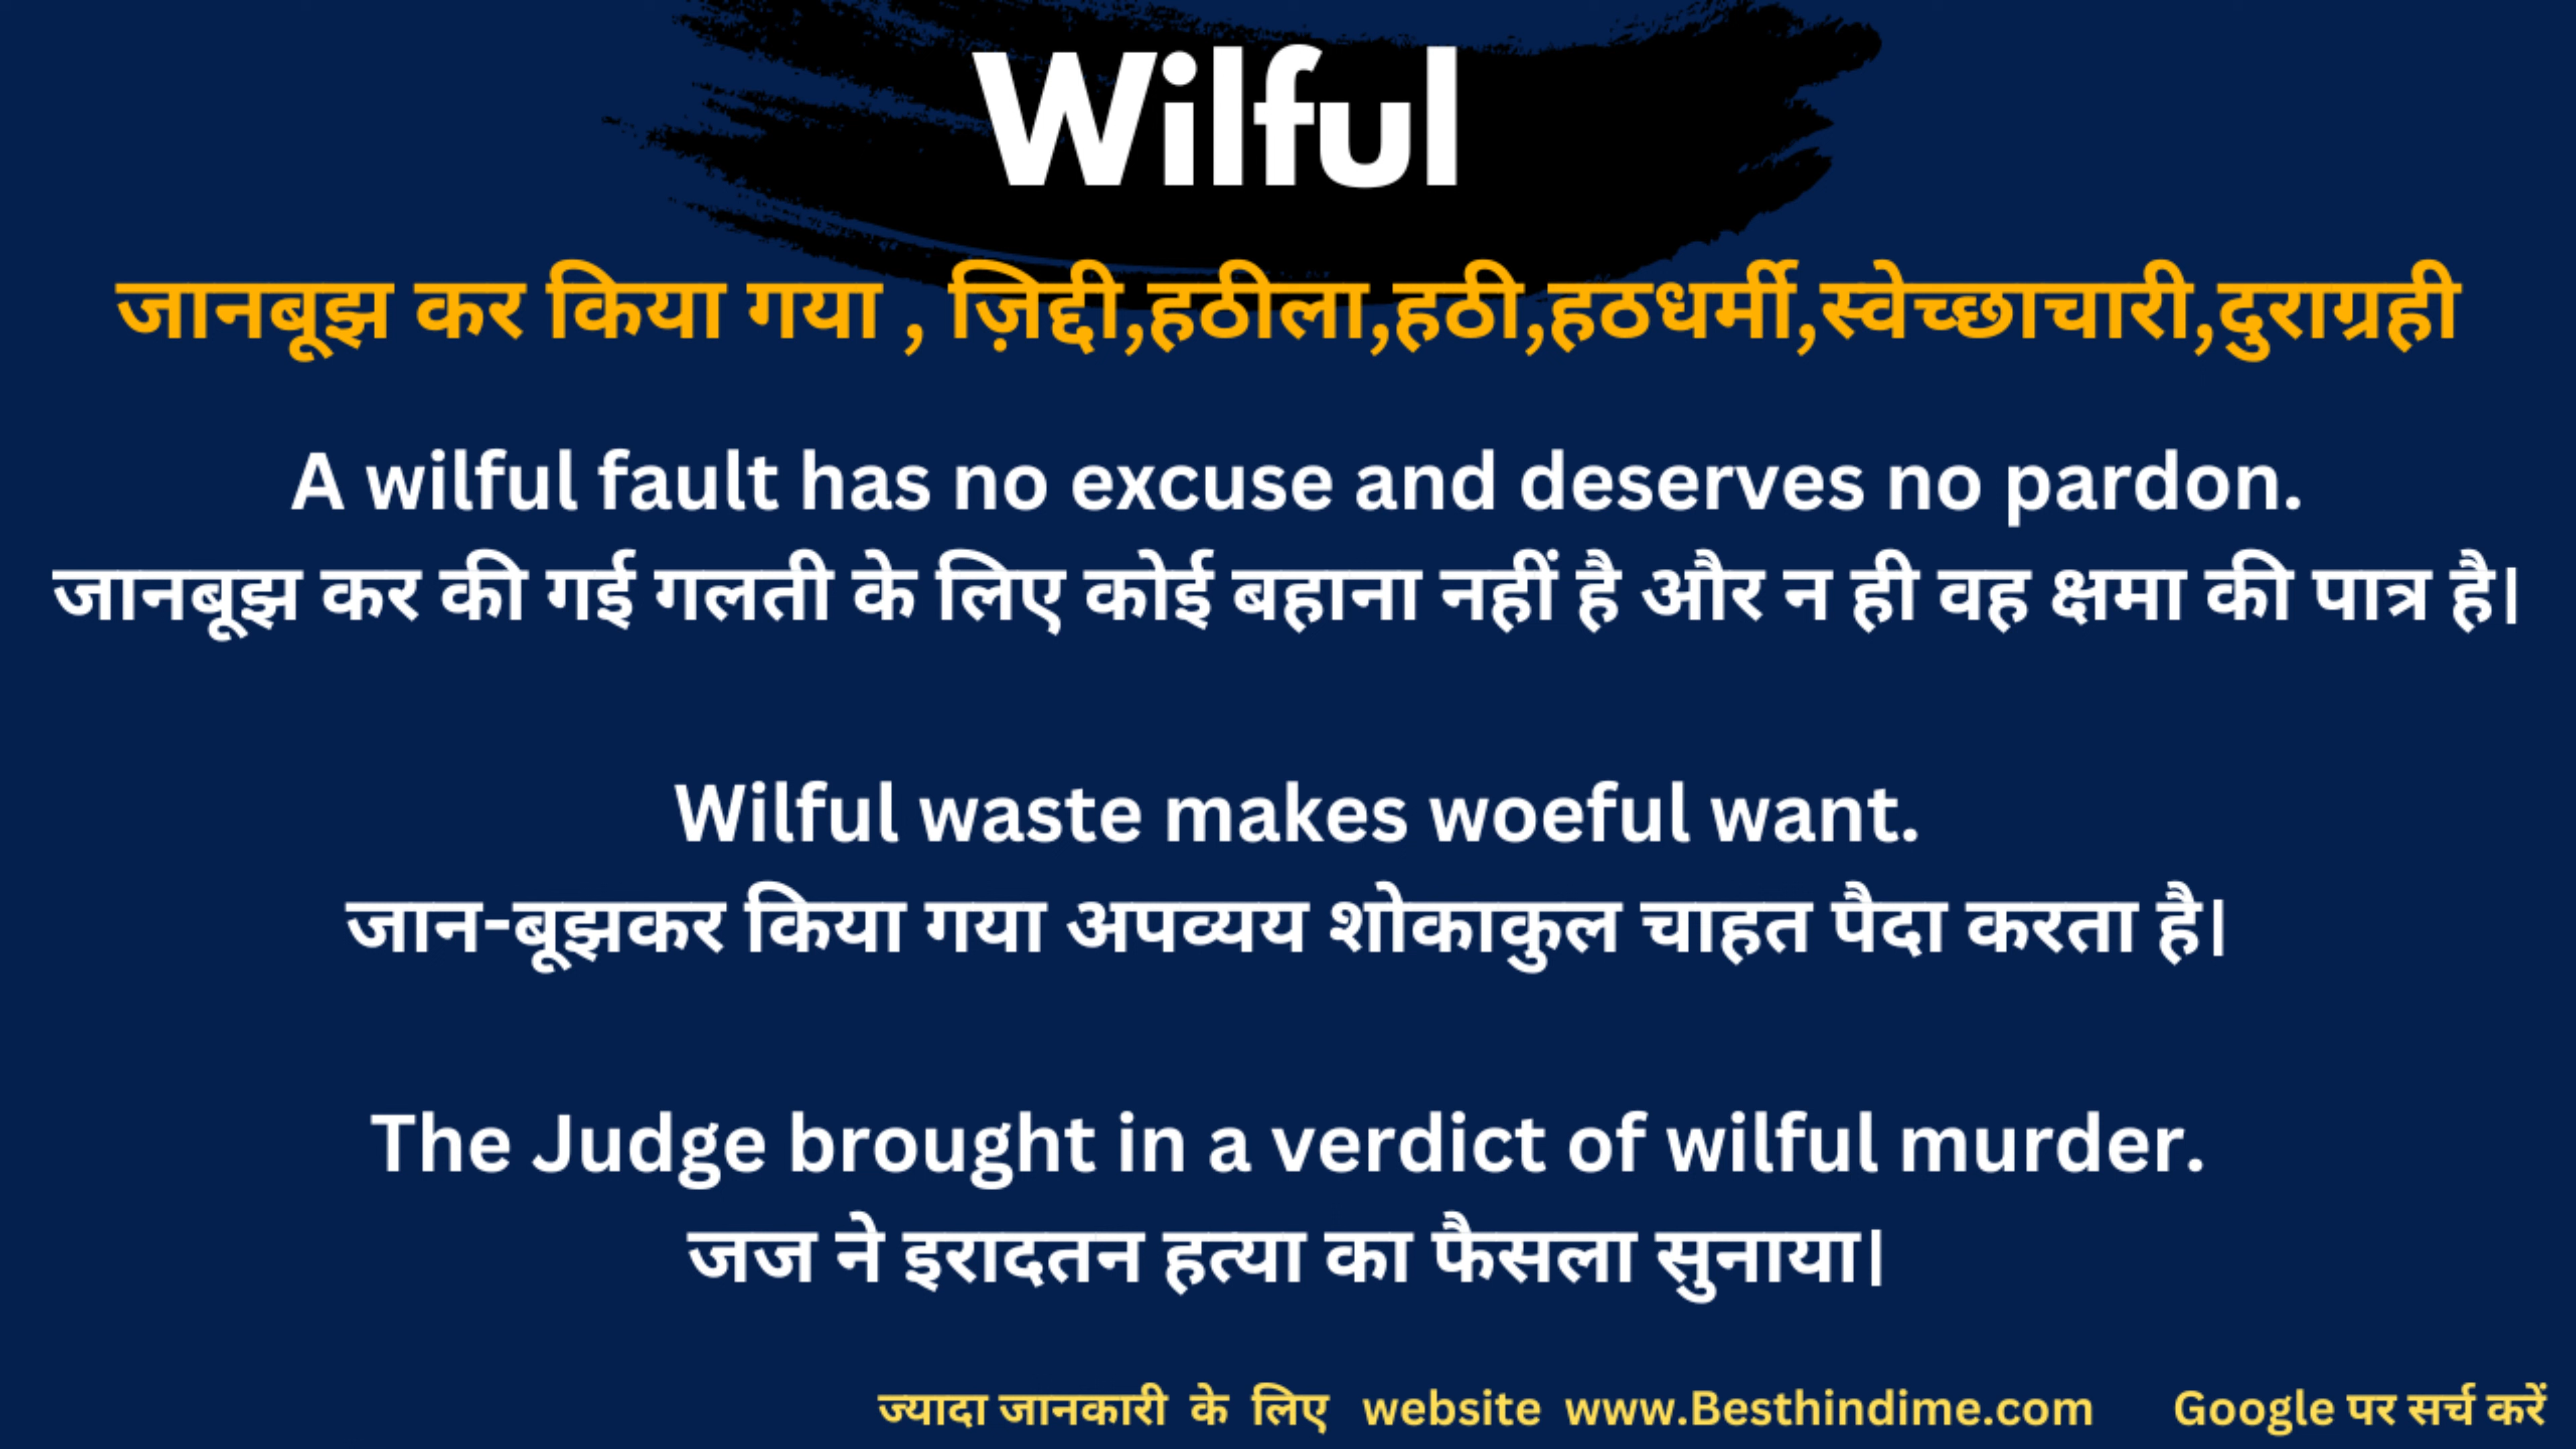 Wilful
जानबूझ कर किया गया , ज़िद्दी,हठीला,हठी,हठधर्मी,स्वेच्छाचारी,दुराग्रही
A wilful fault has no excuse and deserves no pardon.
जानबूझ कर की गई गलती के लिए कोई बहाना नहीं है और न ही वह क्षमा की पात्र है।
Wilful waste makes woeful want.
जान-बूझकर किया गया अपव्यय शोकाकुल चाहत पैदा करता है।
The Judge brought in a verdict of wilful murder.
जज ने इरादतन हत्या का फैसला सुनाया।
ज्यादा जानकारी के लिए website www.Besthindime.com Google पर सर्च करें